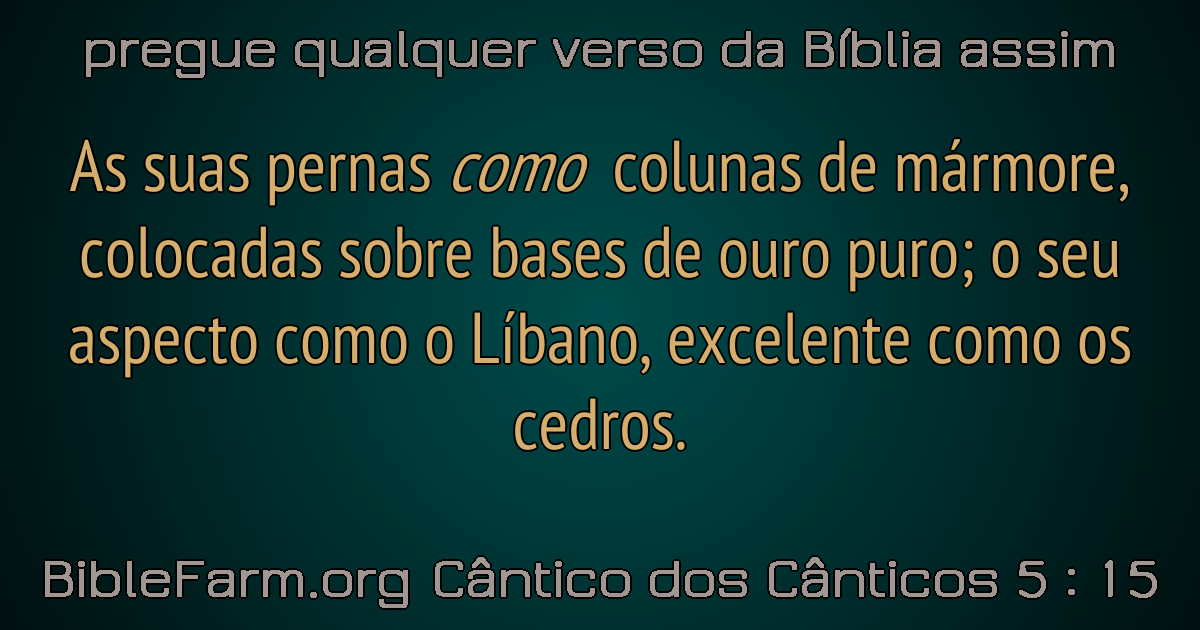 pregue qualquer verso da Bíblia assim
As suas pernas como colunas de mármore,
colocadas sobre bases de ouro puro; o seu
aspecto como o Líbano, excelente como os
cedros.
BibleFarm.org Cântico dos Cânticos 5 : 15